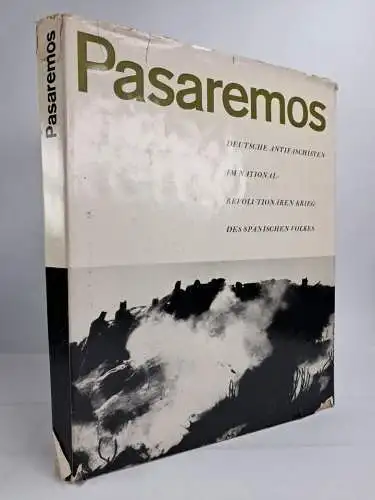 Pasaremos
Pasaremos
DEUTSCHE ANTIFASCHISTEN
IM NATIONAL-
REVOLUTIONÄREN KRIEG
DES SPANISCHEN VOLKES